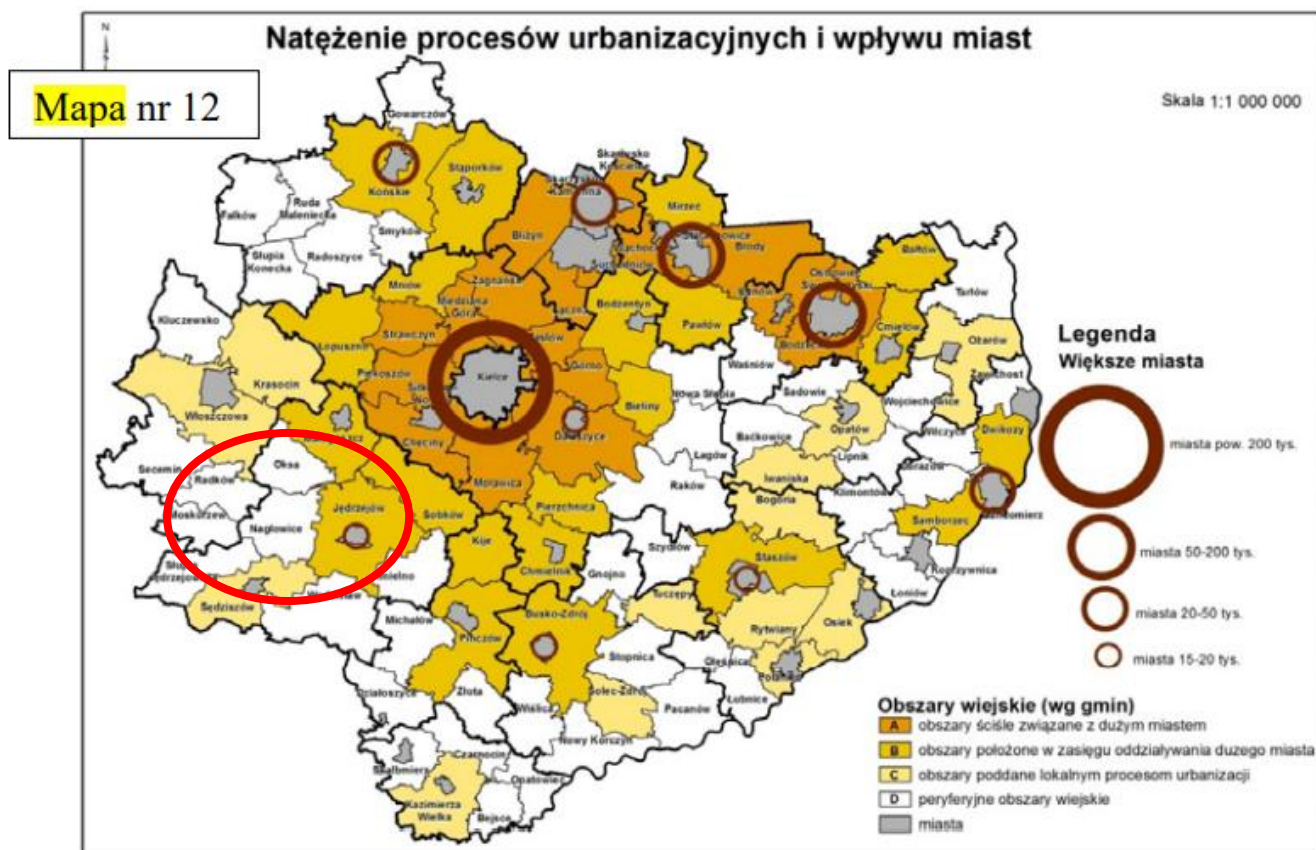 Natężenie procesów urbanizacyjnych i wpływu miast
N
Mapa nr 12
Skala 1:1 000 000
Gowarczów
Końskie
Stąporków
Fałków
Ruda Maleniecka
Smyków
Słupia Konecka
Radoszyce
Bliżyn
Mirzec
Brody
Bałtów
Tarłów
Kluczewsko
Mniów
Zagnańsk
Miedziana Góra
Bodzentyn
Pawłów
Ćmielów
Ożarów
Zawichost
Łopuszno
Strawczyn
Krasocin
Włoszczowa
Piekoszów
Kielce
Górno
Bieliny
Nowa Słupia
Waśniów
Sadowie
Wojciechowice
Opatów
Dwikozy
Wilczyce
Chęciny
Daleszyce
Łagów
Baćkowice
Lipnik
Iwaniska
Secemin
Radków
Oksa
Morawica
Raków
Klimontów
Bogoria
Moskorzew
Nagłowice
Jędrzejów
Sobków
Pierzchnica
Samborzec
Kije
Chmielnik
Szydłów
Staszów
Gnojno
Koprzywnica
Łoniów
Sędziszów
Michałów
Pińczów
Busko-Zdrój
Tuczępy
Rytwiany
Osiek
Stopnica
Oleśnica
Połaniec
Działoszyce
Złota
Wiślica
Solec-Zdrój
Pacanów
Łubnice
Nowy Korczyn
Skalbmierz
Czarnocin
Opatowiec
Kazimierza Wielka
Bejsce
Legenda
Większe miasta
miasta pow. 200 tys.
miasta 50-200 tys.
miasta 20-50 tys.
miasta 15-20 tys.
Obszary wiejskie (wg gmin)
A obszary ściśle związane z dużym miastem
B obszary położone w zasięgu oddziaływania duzego miasta
C obszary poddane lokalnym procesom urbanizacji
D peryferyjne obszary wiejskie
miasta